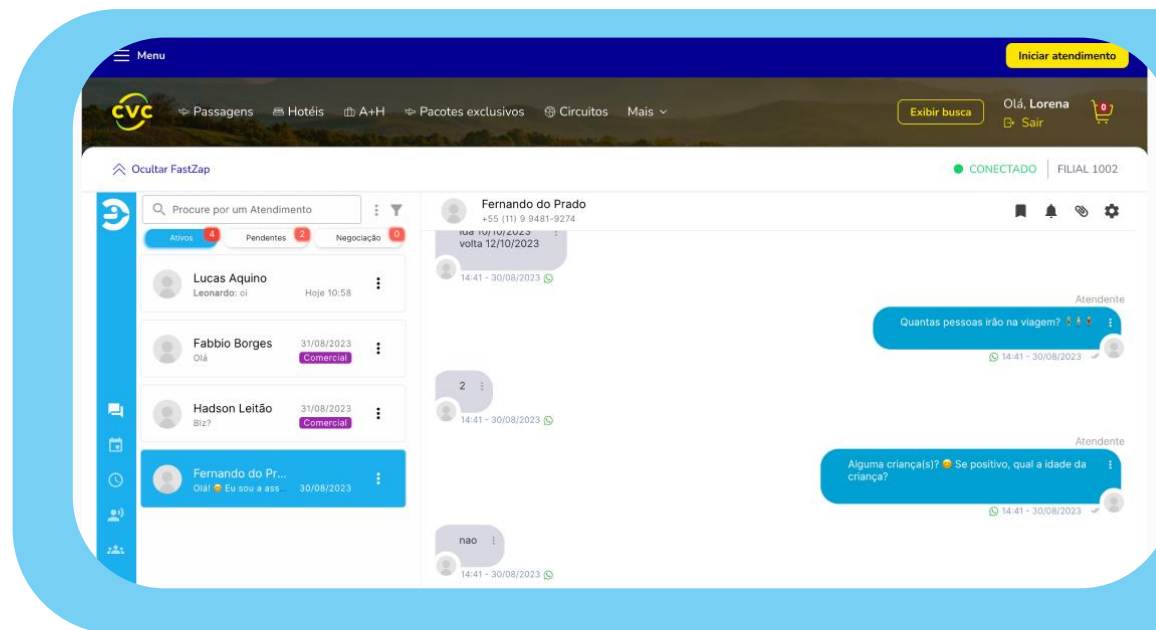 Menu
Iniciar atendimento
CVC
Passagens
Hotéis
A+H
Pacotes exclusivos
Circuitos
Mais
Exibir busca
Olá, Lorena
Sair
0
Ocultar FastZap
CONECTADO
FILIAL 1002
Procure por um Atendimento
Ativos 4
Pendentes 2
Negociação 0
Lucas Aquino
Leonardo: oi
Hoje 10:58
Fabbio Borges
31/08/2023
Olá
Comercial
Hadson Leitão
31/08/2023
Biz?
Comercial
Fernando do Pr...
Olá! 😊 Eu sou a ass...
30/08/2023
Fernando do Prado
+55 (11) 9 9481-9274
ida 10/10/2023
volta 12/10/2023
14:41 - 30/08/2023
Atendente
Quantas pessoas irão na viagem?
14:41 - 30/08/2023
2
14:41 - 30/08/2023
Atendente
Alguma criança(s)? 😊 Se positivo, qual a idade da
criança?
14:41 - 30/08/2023
nao
14:41 - 30/08/2023